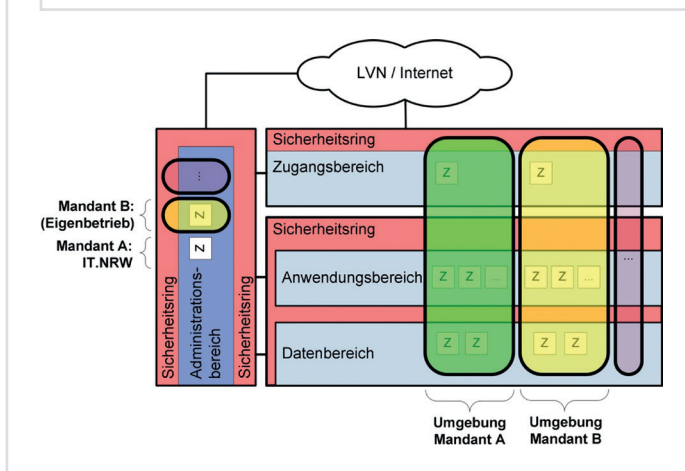 LVN / Internet
Sicherheitsring
Zugangsbereich
Z
Z
...
Mandant B:
(Eigenbetrieb)
Z
Mandant A:
IT.NRW
Z
Sicherheitsring
Administrations-
bereich
Sicherheitsring
Sicherheitsring
Anwendungsbereich
Z Z ...
Z Z ...
...
Datenbereich
Z Z
Z Z
Umgebung
Mandant A
Umgebung
Mandant B